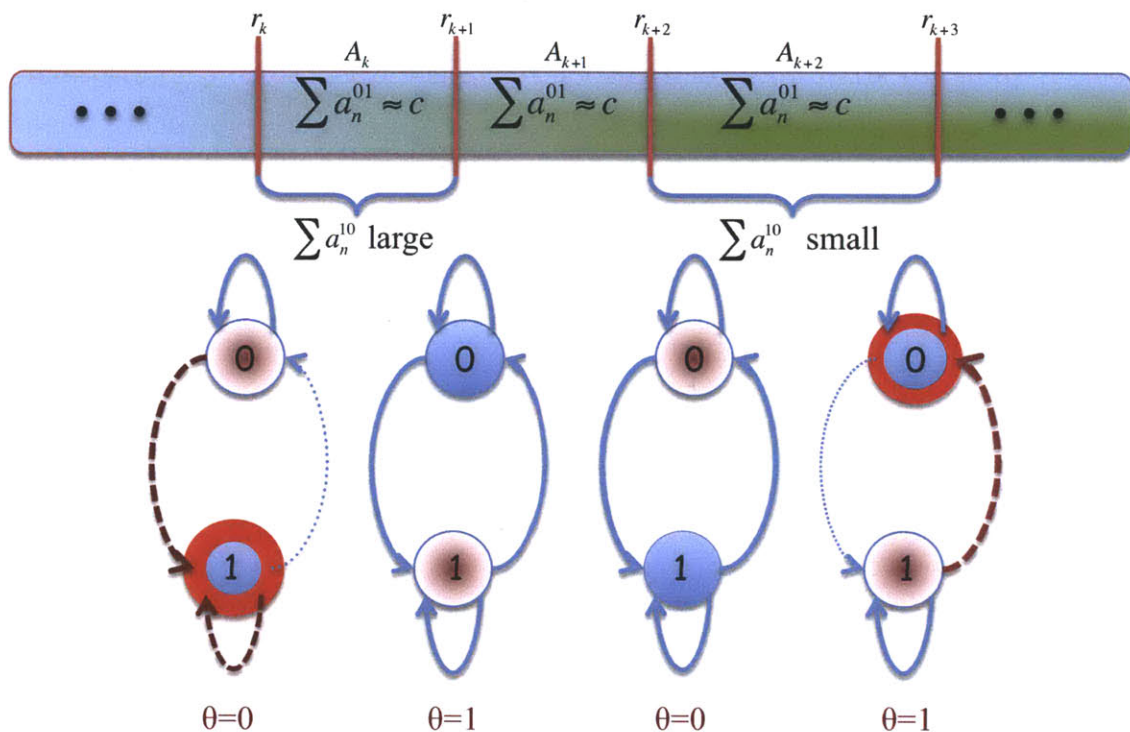 r_k r_{k+1} r_{k+2} r_{k+3}
A_k A_{k+1} A_{k+2}
••• ∑ a_n^{01} ≈ c ∑ a_n^{01} ≈ c ∑ a_n^{01} ≈ c •••
∑ a_n^{10} large ∑ a_n^{10} small
0 0 0 0
1 1 1 1
θ=0 θ=1 θ=0 θ=1